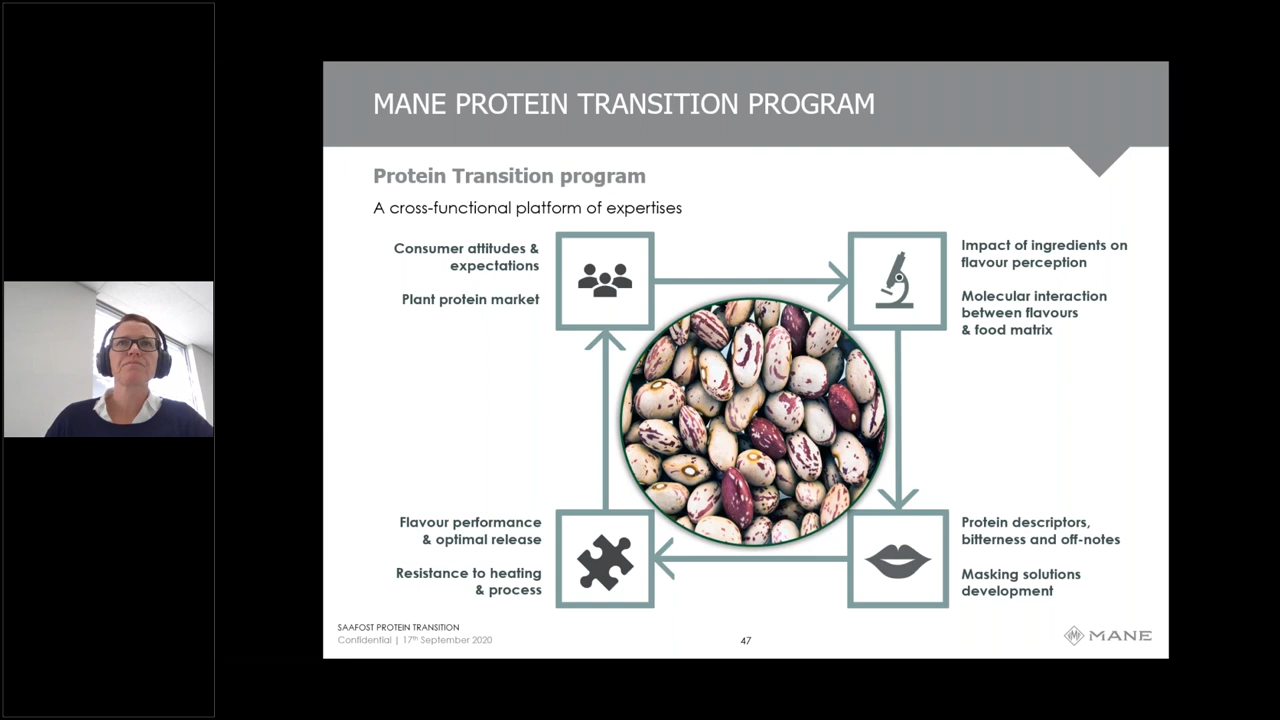 MANE PROTEIN TRANSITION PROGRAM
Protein Transition program
A cross-functional platform of expertises
Consumer attitudes &
expectations
Plant protein market
Impact of ingredients on
flavour perception
Molecular interaction
between flavours
& food matrix
Flavour performance
& optimal release
Resistance to heating
& process
Protein descriptors,
bitterness and off-notes
Masking solutions
development
SAAFOST PROTEIN TRANSITION
Confidential | 17th September 2020
47
MANE